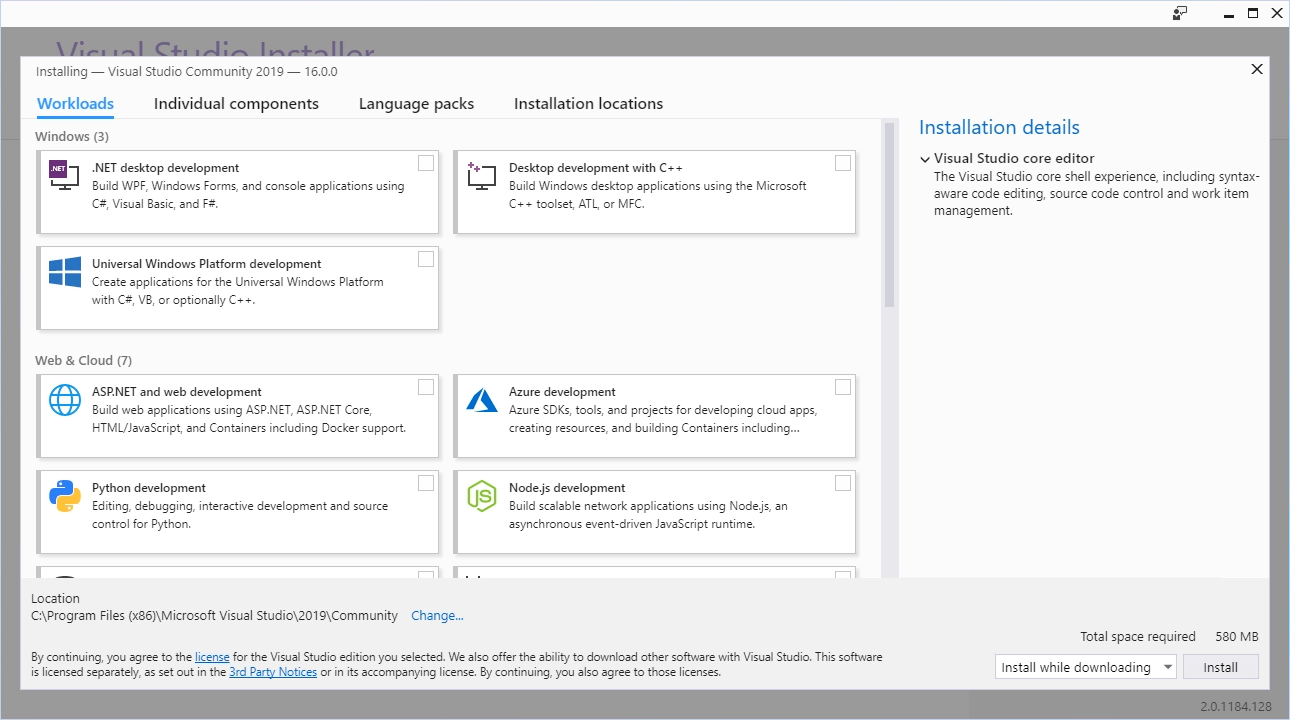 Visual Studio Installer
Installing — Visual Studio Community 2019 — 16.0.0
Workloads
Individual components
Language packs
Installation locations
Windows (3)
.NET
.NET desktop development
Build WPF, Windows Forms, and console applications using
C#, Visual Basic, and F#.
Desktop development with C++
Build Windows desktop applications using the Microsoft
C++ toolset, ATL, or MFC.
Universal Windows Platform development
Create applications for the Universal Windows Platform
with C#, VB, or optionally C++.
Web & Cloud (7)
ASP.NET and web development
Build web applications using ASP.NET, ASP.NET Core,
HTML/JavaScript, and Containers including Docker support.
Azure development
Azure SDKs, tools, and projects for developing cloud apps,
creating resources, and building Containers including...
Python development
Editing, debugging, interactive development and source
control for Python.
JS
Node.js development
Build scalable network applications using Node.js, an
asynchronous event-driven JavaScript runtime.
Installation details
Visual Studio core editor
The Visual Studio core shell experience, including syntax-
aware code editing, source code control and work item
management.
Location
C:\Program Files (x86)\Microsoft Visual Studio\2019\Community Change...
Total space required 580 MB
By continuing, you agree to the license for the Visual Studio edition you selected. We also offer the ability to download other software with Visual Studio. This software
is licensed separately, as set out in the 3rd Party Notices or in its accompanying license. By continuing, you also agree to those licenses.
Install while downloading
Install
2.0.1184.128